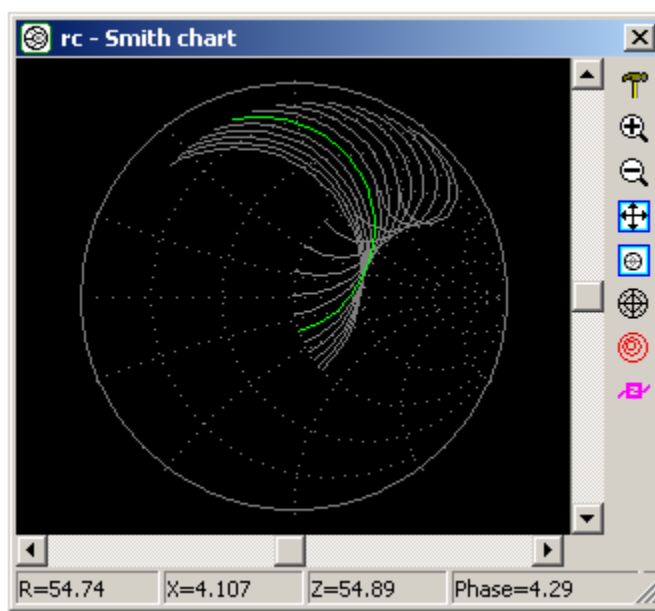 rc - Smith chart
R=54.74 X=4.107 Z=54.89 Phase=4.29